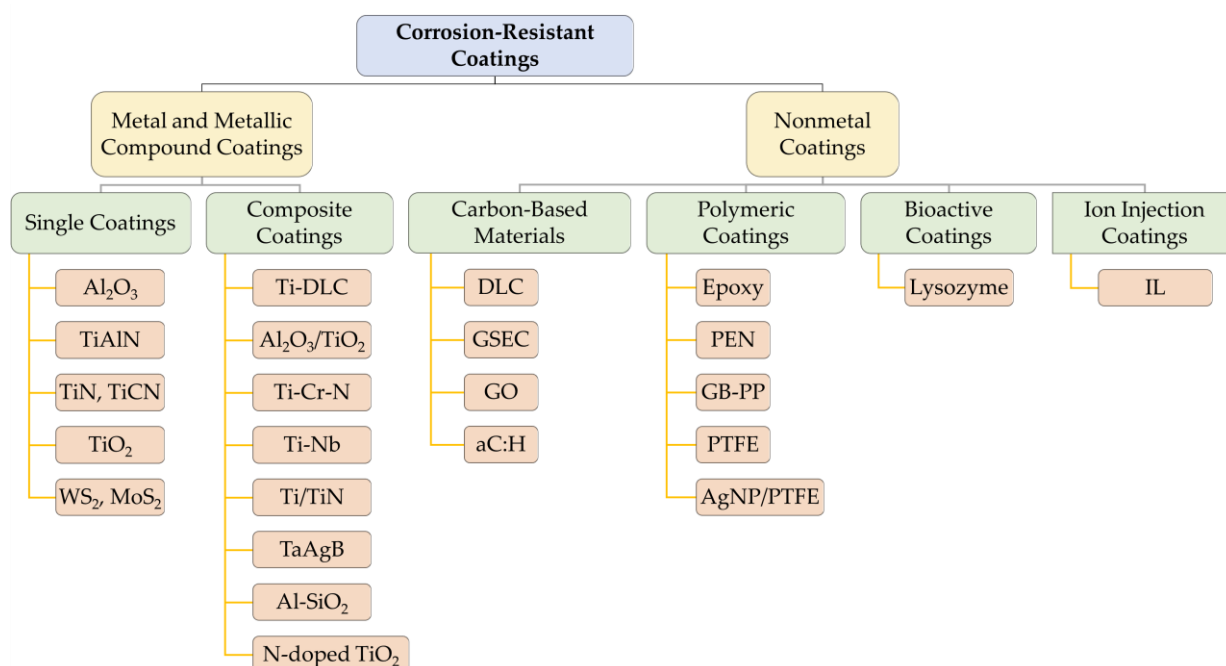 Corrosion-Resistant
Coatings
Metal and Metallic
Compound Coatings
Nonmetal
Coatings
Single Coatings
Composite
Coatings
Carbon-Based
Materials
Polymeric
Coatings
Bioactive
Coatings
Ion Injection
Coatings
Al₂O₃
TiAlN
TiN, TiCN
TiO₂
WS₂, MoS₂
Ti-DLC
Al₂O₃/TiO₂
Ti-Cr-N
Ti-Nb
Ti/TiN
TaAgB
Al-SiO₂
N-doped TiO₂
DLC
GSEC
GO
aC:H
Epoxy
PEN
GB-PP
PTFE
AgNP/PTFE
Lysozyme
IL